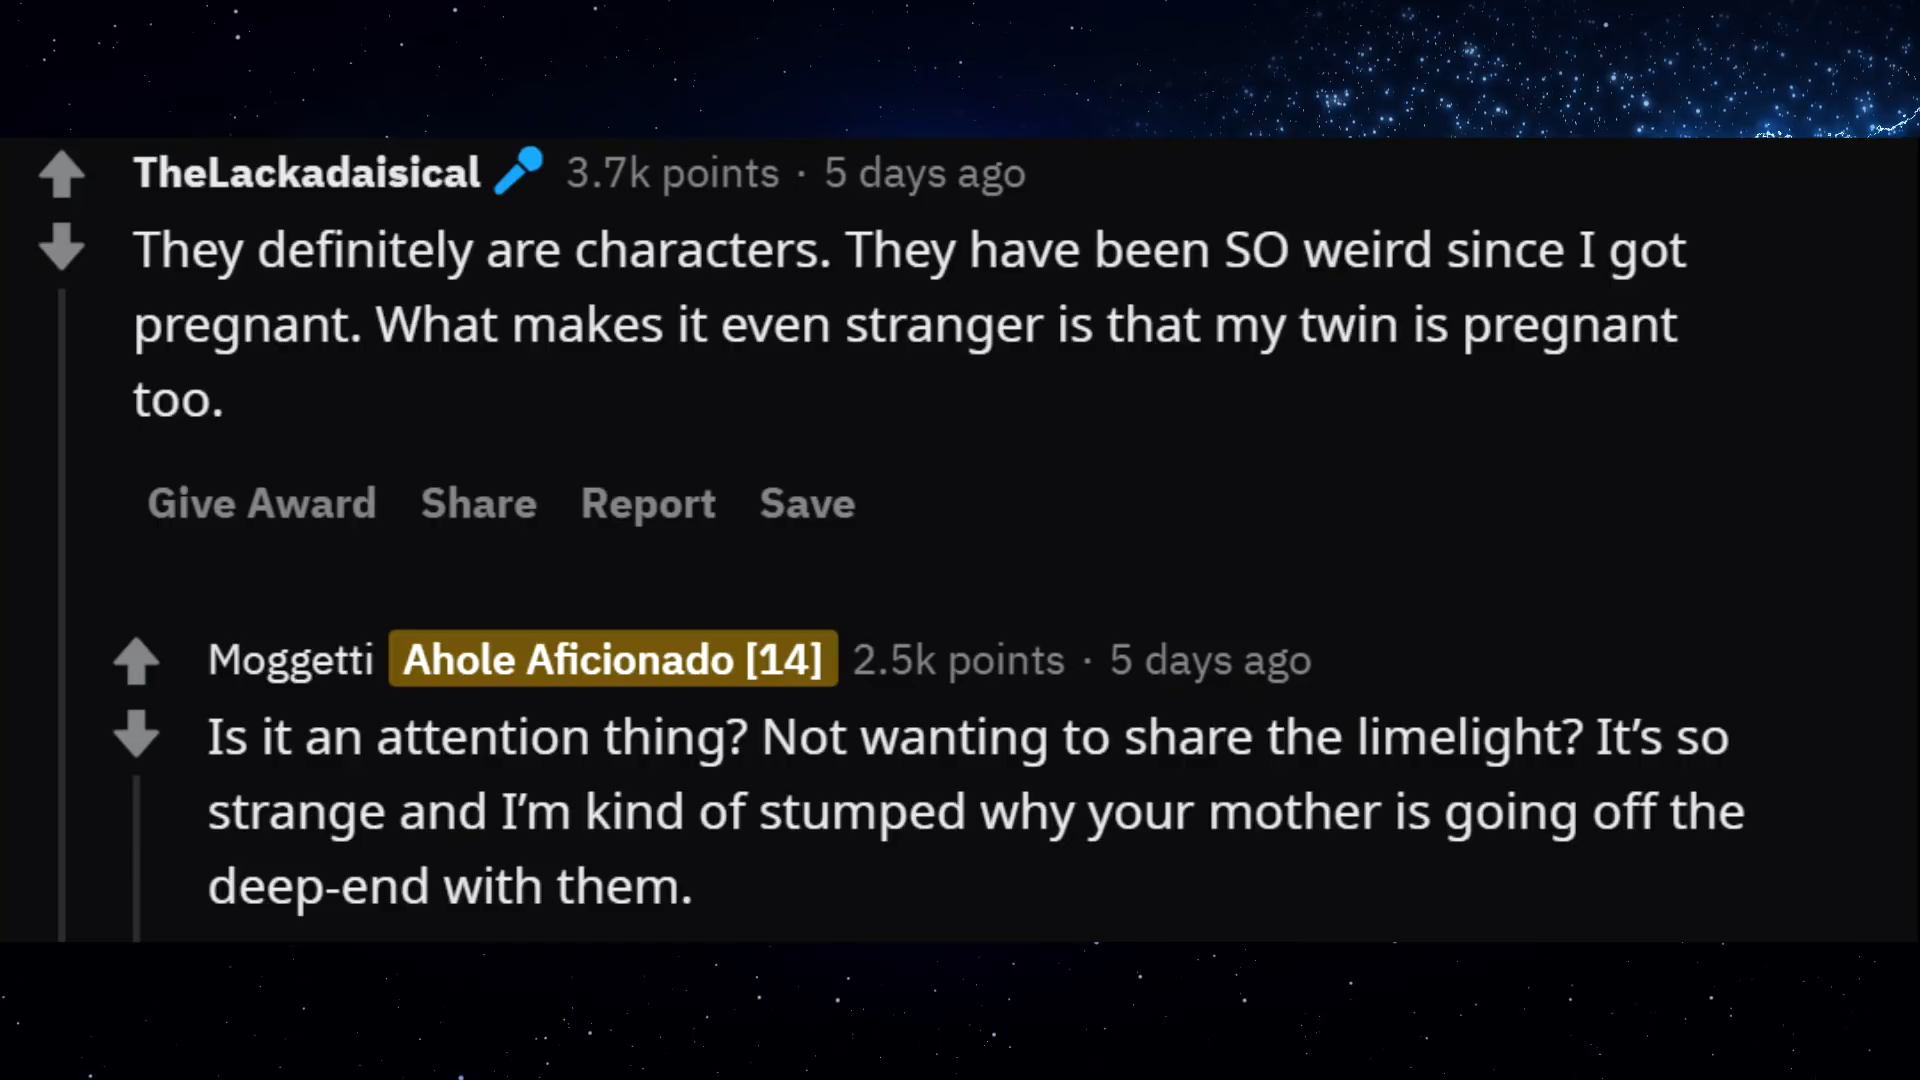 TheLackadaisical 3.7k points · 5 days ago
They definitely are characters. They have been SO weird since I got
pregnant. What makes it even stranger is that my twin is pregnant
too.
Give Award Share Report Save
Moggetti Ahole Aficionado [14] 2.5k points · 5 days ago
Is it an attention thing? Not wanting to share the limelight? It’s so
strange and I’m kind of stumped why your mother is going off the
deep-end with them.